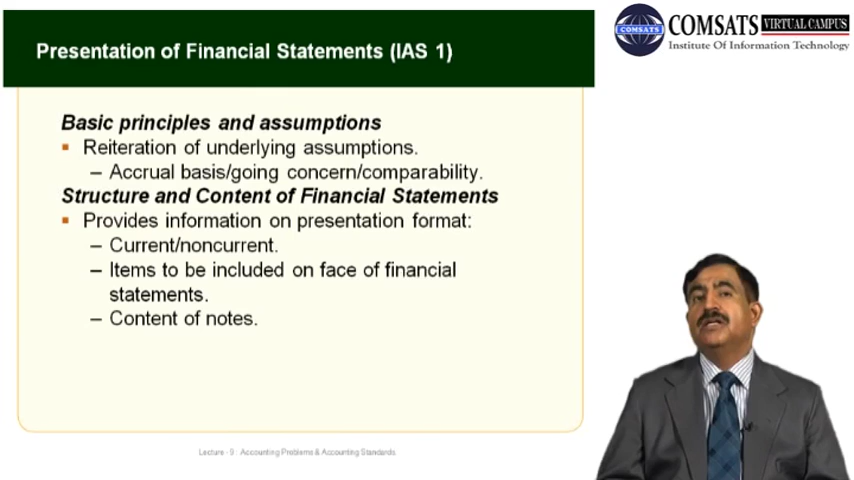 Presentation of Financial Statements (IAS 1)
COMSATS VIRTUAL CAMPUS
COMSATS
Institute Of Information Technology
Basic principles and assumptions
▪ Reiteration of underlying assumptions.
– Accrual basis/going concern/comparability.
Structure and Content of Financial Statements
▪ Provides information on presentation format:
– Current/noncurrent.
– Items to be included on face of financial
statements.
– Content of notes.
Lecture - 9 : Accounting Problems & Accounting Standards